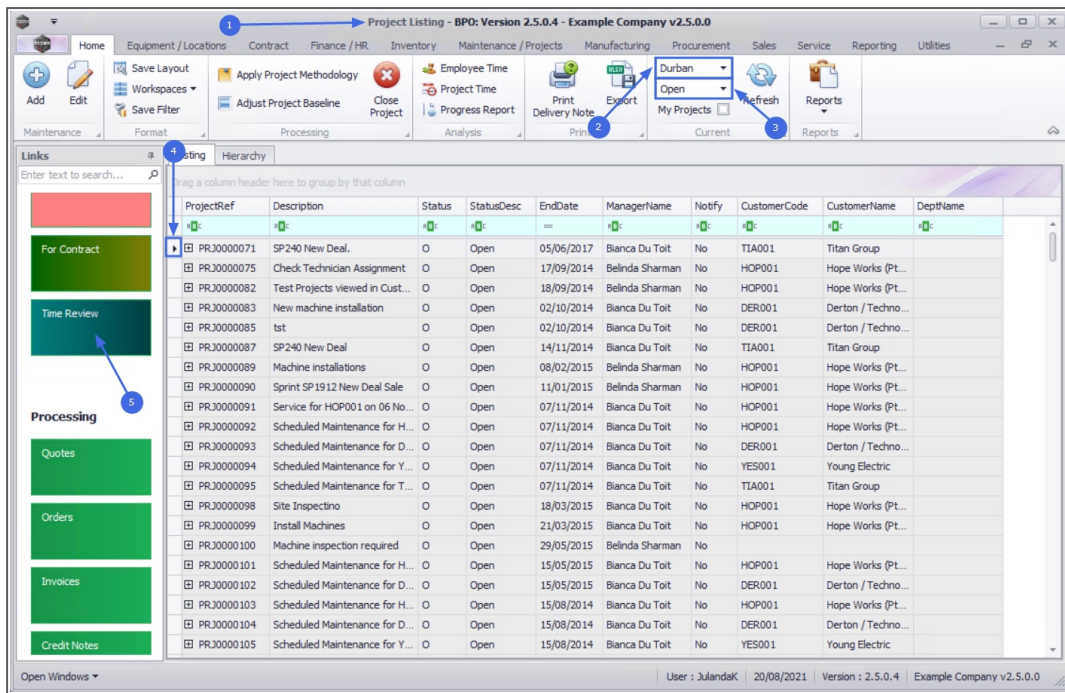 1
Project Listing - BPO: Version 2.5.0.4 - Example Company v2.5.0.0
Home Equipment / Locations Contract Finance / HR Inventory Maintenance / Projects Manufacturing Procurement Sales Service Reporting Utilities
Add Edit Save Layout Workspaces Save Filter
Apply Project Methodology Adjust Project Baseline Close Project
Employee Time Project Time Progress Report
Print Delivery Note Export
Durban
Open
My Projects
Refresh Reports
2 3
Maintenance Format Processing Analysis Print Current Reports
Links 4 Listing Hierarchy
Enter text to search...
Drag a column header here to group by that column
ProjectRef Description Status StatusDesc EndDate ManagerName Notify CustomerCode CustomerName DeptName
PRJ0000071 SP240 New Deal. O Open 05/06/2017 Bianca Du Toit No TIA001 Titan Group
PRJ0000075 Check Technician Assignment O Open 17/09/2014 Belinda Sharman No HOP001 Hope Works (Pt...
PRJ0000082 Test Projects viewed in Cust... O Open 18/09/2014 Belinda Sharman No HOP001 Hope Works (Pt...
PRJ0000083 New machine installation O Open 02/10/2014 Bianca Du Toit No DER001 Derton / Techno...
PRJ0000085 tst O Open 02/10/2014 Bianca Du Toit No DER001 Derton / Techno...
PRJ0000087 SP240 New Deal O Open 14/11/2014 Bianca Du Toit No TIA001 Titan Group
PRJ0000089 Machine installations O Open 08/02/2015 Belinda Sharman No HOP001 Hope Works (Pt...
PRJ0000090 Sprint SP1912 New Deal Sale O Open 11/01/2015 Belinda Sharman No HOP001 Hope Works (Pt...
PRJ0000091 Service for HOP001 on 06 No... O Open 07/11/2014 Bianca Du Toit No HOP001 Hope Works (Pt...
PRJ0000092 Scheduled Maintenance for H... O Open 07/11/2014 Bianca Du Toit No HOP001 Hope Works (Pt...
PRJ0000093 Scheduled Maintenance for D... O Open 07/11/2014 Bianca Du Toit No DER001 Derton / Techno...
PRJ0000094 Scheduled Maintenance for Y... O Open 07/11/2014 Bianca Du Toit No YES001 Young Electric
PRJ0000095 Scheduled Maintenance for T... O Open 07/11/2014 Bianca Du Toit No TIA001 Titan Group
PRJ0000098 Site Inspectino O Open 18/03/2015 Bianca Du Toit No HOP001 Hope Works (Pt...
PRJ0000099 Install Machines O Open 21/03/2015 Bianca Du Toit No HOP001 Hope Works (Pt...
PRJ0000100 Machine inspection required O Open 29/05/2015 Belinda Sharman No
PRJ0000101 Scheduled Maintenance for H... O Open 15/05/2015 Bianca Du Toit No HOP001 Hope Works (Pt...
PRJ0000102 Scheduled Maintenance for D... O Open 15/05/2015 Bianca Du Toit No DER001 Derton / Techno...
PRJ0000103 Scheduled Maintenance for H... O Open 15/08/2014 Bianca Du Toit No HOP001 Hope Works (Pt...
PRJ0000104 Scheduled Maintenance for D... O Open 15/08/2014 Bianca Du Toit No DER001 Derton / Techno...
PRJ0000105 Scheduled Maintenance for Y... O Open 15/08/2014 Bianca Du Toit No YES001 Young Electric
For Contract
Time Review
5
Processing
Quotes
Orders
Invoices
Credit Notes
Open Windows User : JulandaK 20/08/2021 Version : 2.5.0.4 Example Company v2.5.0.0